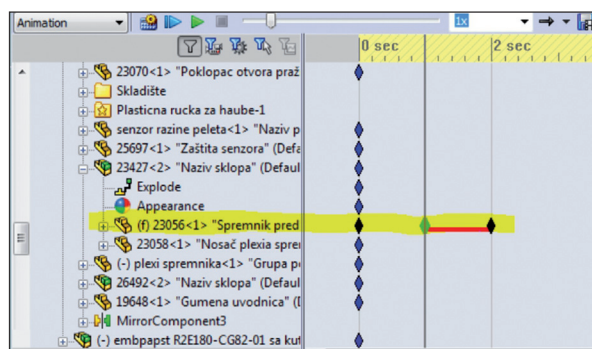 Animation 1x
0 sec 2 sec
23070<1> "Poklopac otvora praž
Skladište
Plasticna rucka za haube-1
senzor razine peleta<1> "Naziv p
25697<1> "Zaštita senzora" (Defa
23427<2> "Naziv sklopa" (Defaul
Explode
Appearance
(f) 23056<1> "Spremnik pred
23058<1> "Nosač plexia sprei
(-) plexi spremnika<1> "Grupa p
26492<2> "Naziv sklopa" (Defaul
19648<1> "Gumena uvodnica" (I
MirrorComponent3
(-) embpapst R2E180-CG82-01 sa kut